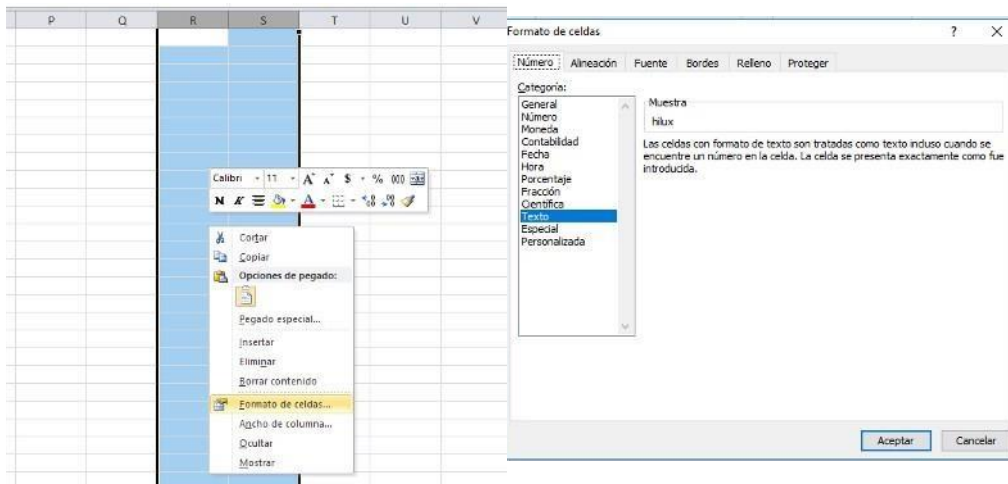 P Q R S T U V
Calibri 11 A A $ % 000
N K A
Cortar
Copiar
Opciones de pegado:
Pegado especial...
Insertar
Eliminar
Borrar contenido
Formato de celdas...
Ancho de columna...
Ocultar
Mostrar
Formato de celdas ? X
Número Alineación Fuente Bordes Relleno Proteger
Categoría:
General
Número
Moneda
Contabilidad
Fecha
Hora
Porcentaje
Fracción
Científica
Texto
Especial
Personalizada
Muestra
hilux
Las celdas con formato de texto son tratadas como texto incluso cuando se
encuentre un número en la celda. La celda se presenta exactamente como fue
introducida.
Aceptar Cancelar